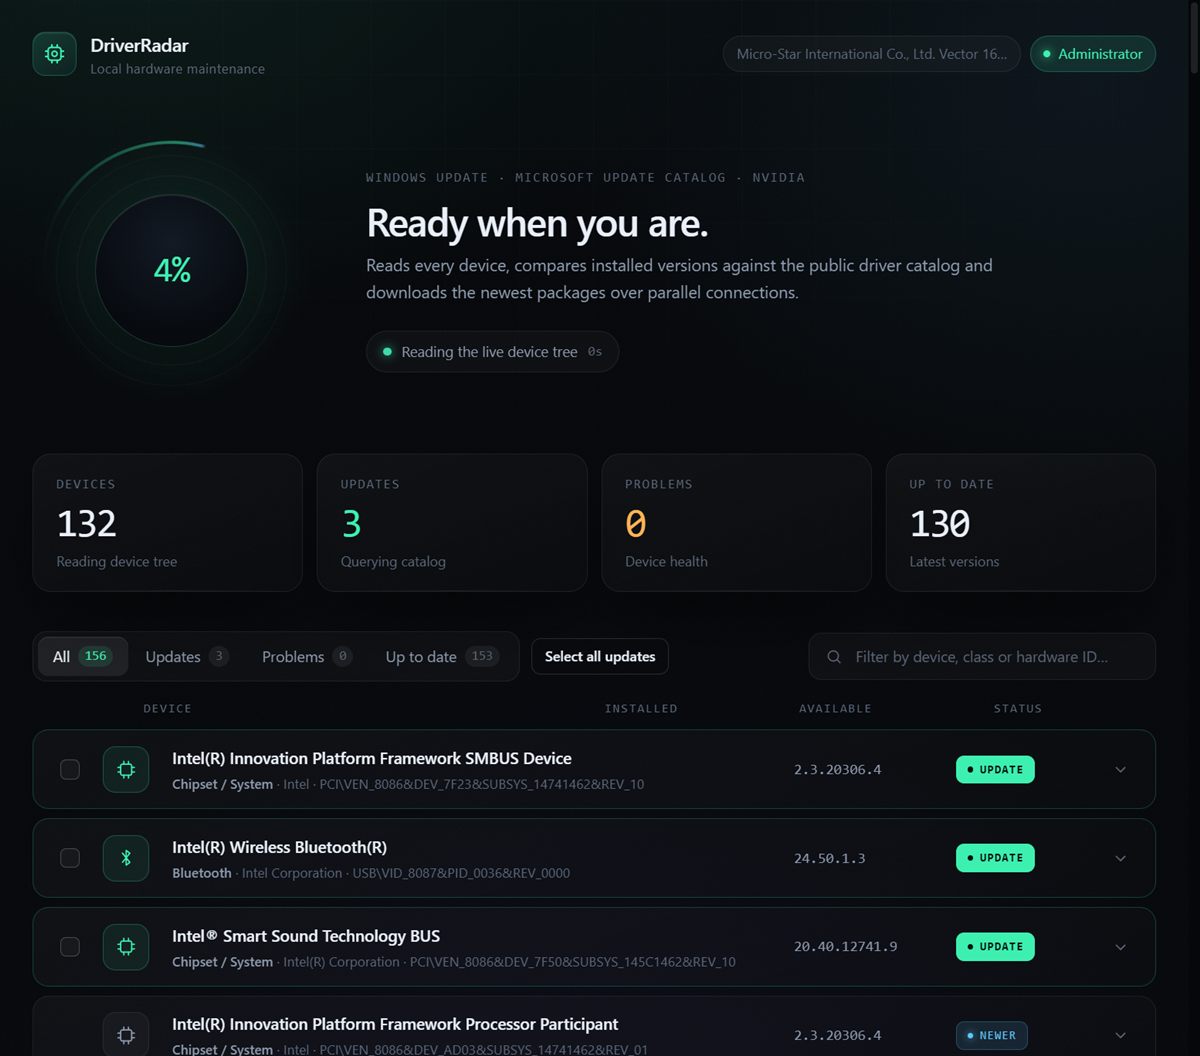 DriverRadar
Local hardware maintenance
Micro-Star International Co., Ltd. Vector 16...
Administrator
4%
WINDOWS UPDATE · MICROSOFT UPDATE CATALOG · NVIDIA
Ready when you are.
Reads every device, compares installed versions against the public driver catalog and
downloads the newest packages over parallel connections.
Reading the live device tree 0s
DEVICES
132
Reading device tree
UPDATES
3
Querying catalog
PROBLEMS
0
Device health
UP TO DATE
130
Latest versions
All 156 Updates 3 Problems 0 Up to date 153 Select all updates
Filter by device, class or hardware ID...
DEVICE INSTALLED AVAILABLE STATUS
Intel(R) Innovation Platform Framework SMBUS Device
Chipset / System · Intel · PCI\VEN_8086&DEV_7F23&SUBSYS_14741462&REV_10
2.3.20306.4
UPDATE
Intel(R) Wireless Bluetooth(R)
Bluetooth · Intel Corporation · USB\VID_8087&PID_0036&REV_0000
24.50.1.3
UPDATE
Intel® Smart Sound Technology BUS
Chipset / System · Intel(R) Corporation · PCI\VEN_8086&DEV_7F50&SUBSYS_145C1462&REV_10
20.40.12741.9
UPDATE
Intel(R) Innovation Platform Framework Processor Participant
Chipset / System · Intel · PCI\VEN_8086&DEV_AD03&SUBSYS_14741462&REV_01
2.3.20306.4
NEWER